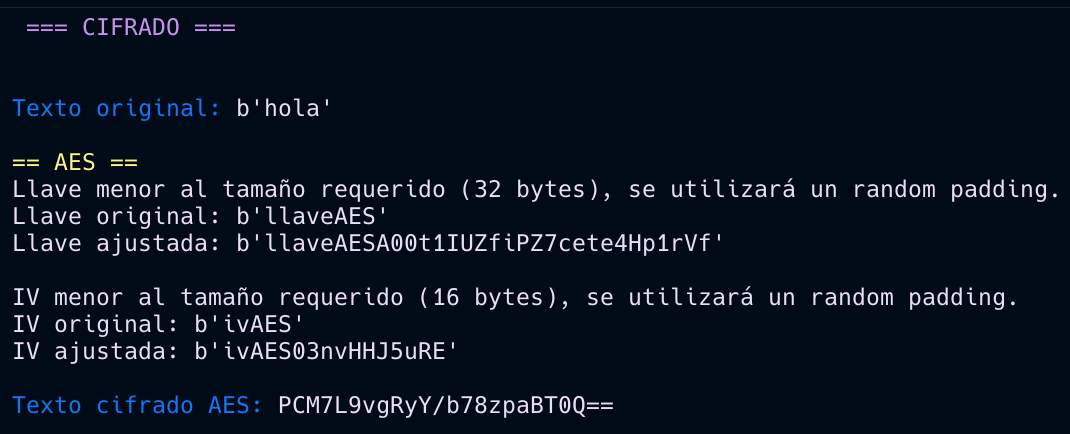 === CIFRADO ===
Texto original: b'hola'
== AES ==
Llave menor al tamaño requerido (32 bytes), se utilizará un random padding.
Llave original: b'llaveAES'
Llave ajustada: b'llaveAESA00t1IUZfiPZ7cete4Hp1rVf'
IV menor al tamaño requerido (16 bytes), se utilizará un random padding.
IV original: b'ivAES'
IV ajustada: b'ivAES03nvHHJ5uRE'
Texto cifrado AES: PCM7L9vgRyY/b78zpaBT0Q==